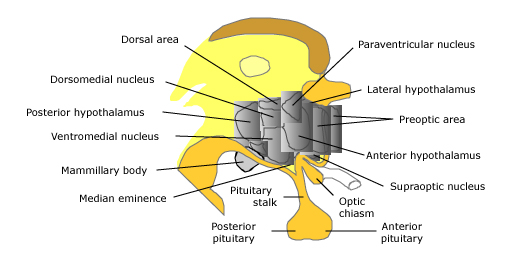 Dorsal area
Paraventricular nucleus
Dorsomedial nucleus
Lateral hypothalamus
Posterior hypothalamus
Preoptic area
Ventromedial nucleus
Anterior hypothalamus
Mammillary body
Supraoptic nucleus
Median eminence
Pituitary
stalk
Optic
chiasm
Posterior
pituitary
Anterior
pituitary